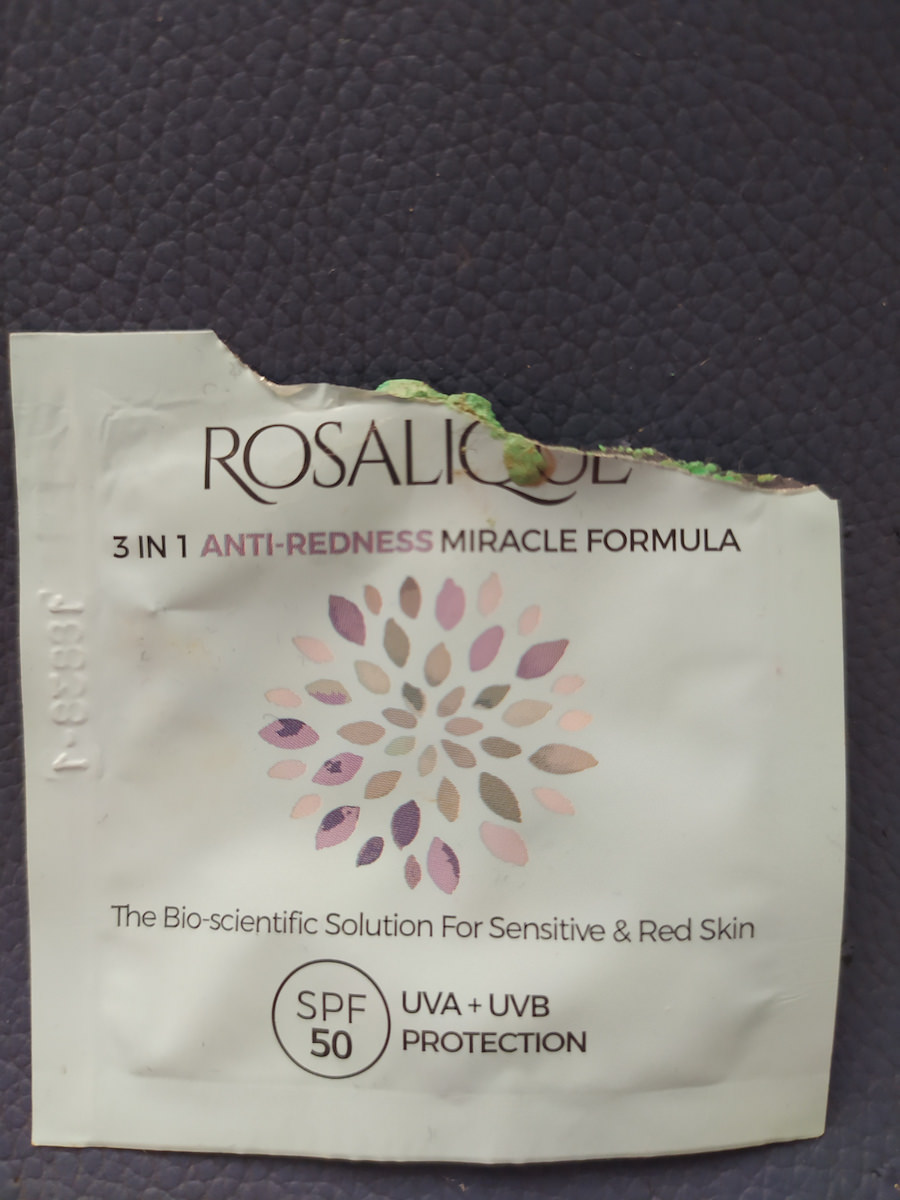 ROSALIQUE
3 IN 1 ANTI-REDNESS MIRACLE FORMULA
The Bio-scientific Solution For Sensitive & Red Skin
SPF
50
UVA + UVB
PROTECTION